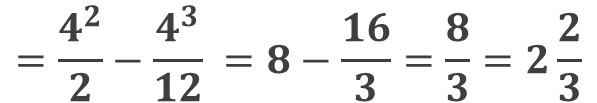 = 4²/2 − 4³/12 = 8 − 16/3 = 8/3 = 2 2/3